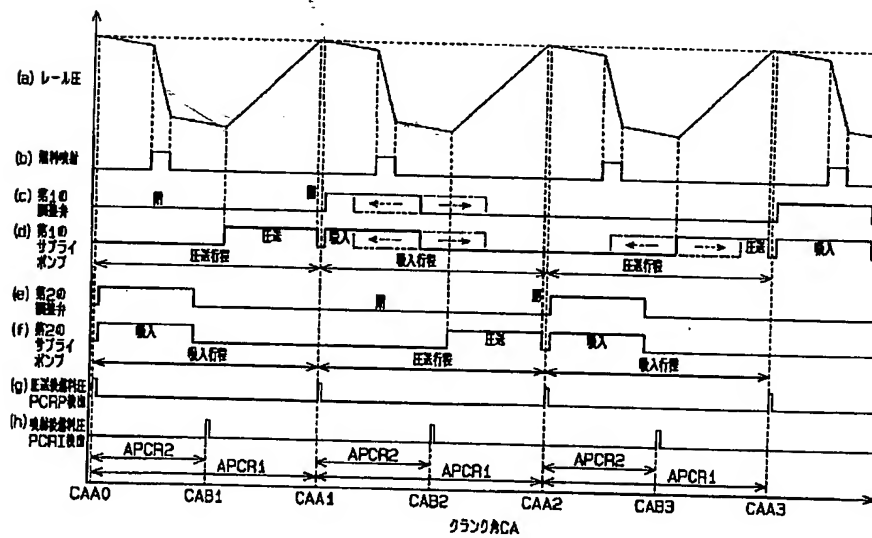 (a) レール圧
(b) 燃料噴射
(c) 第1の
調整弁
閉
開
(d) 第1の
サプライ
ポンプ
圧送
吸入
圧送
吸入
圧送行程
吸入行程
圧送行程
(e) 第2の
調整弁
閉
開
(f) 第2の
サプライ
ポンプ
吸入
圧送
吸入
吸入行程
圧送行程
吸入行程
(g) 圧送後燃料圧
PCRP検出
(h) 噴射後燃料圧
PCRI検出
APCR2
APCR2
APCR2
APCR1
APCR1
APCR1
CAA0
CAB1
CAA1
CAB2
CAA2
CAB3
CAA3
クランク角CA